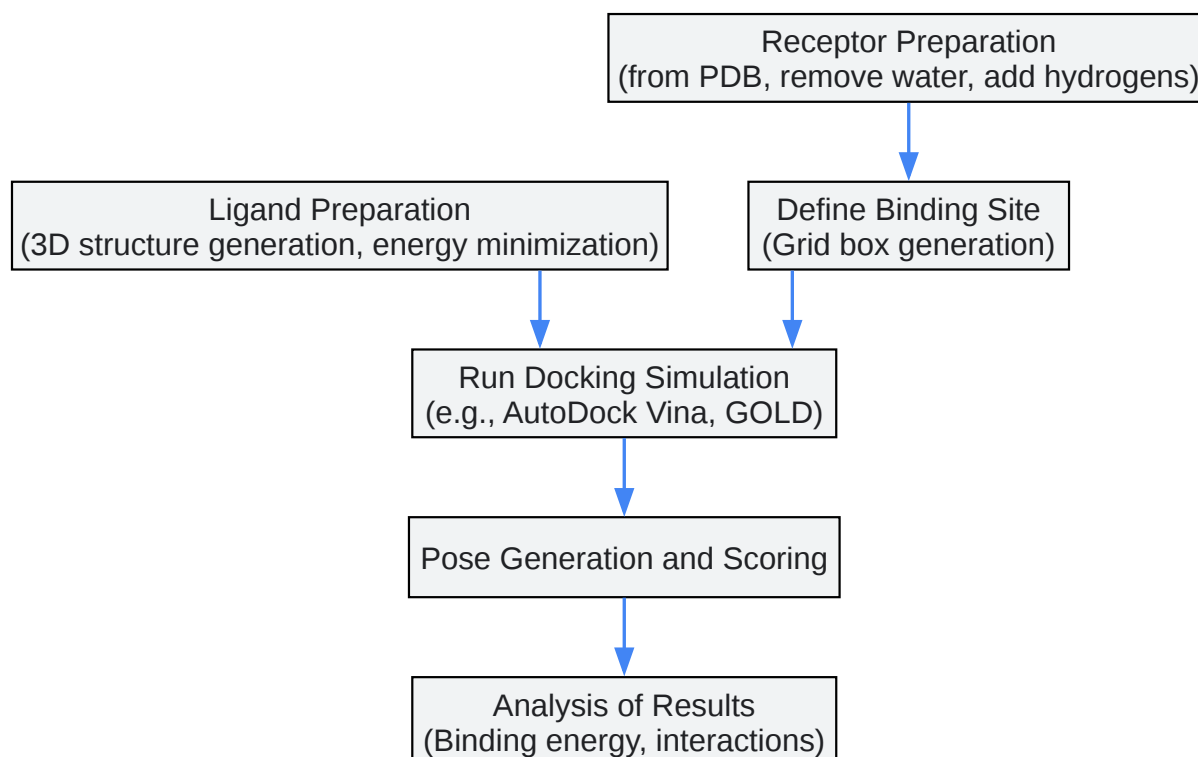 Receptor Preparation
(from PDB, remove water, add hydrogens)
Ligand Preparation
(3D structure generation, energy minimization)
Define Binding Site
(Grid box generation)
Run Docking Simulation
(e.g., AutoDock Vina, GOLD)
Pose Generation and Scoring
Analysis of Results
(Binding energy, interactions)